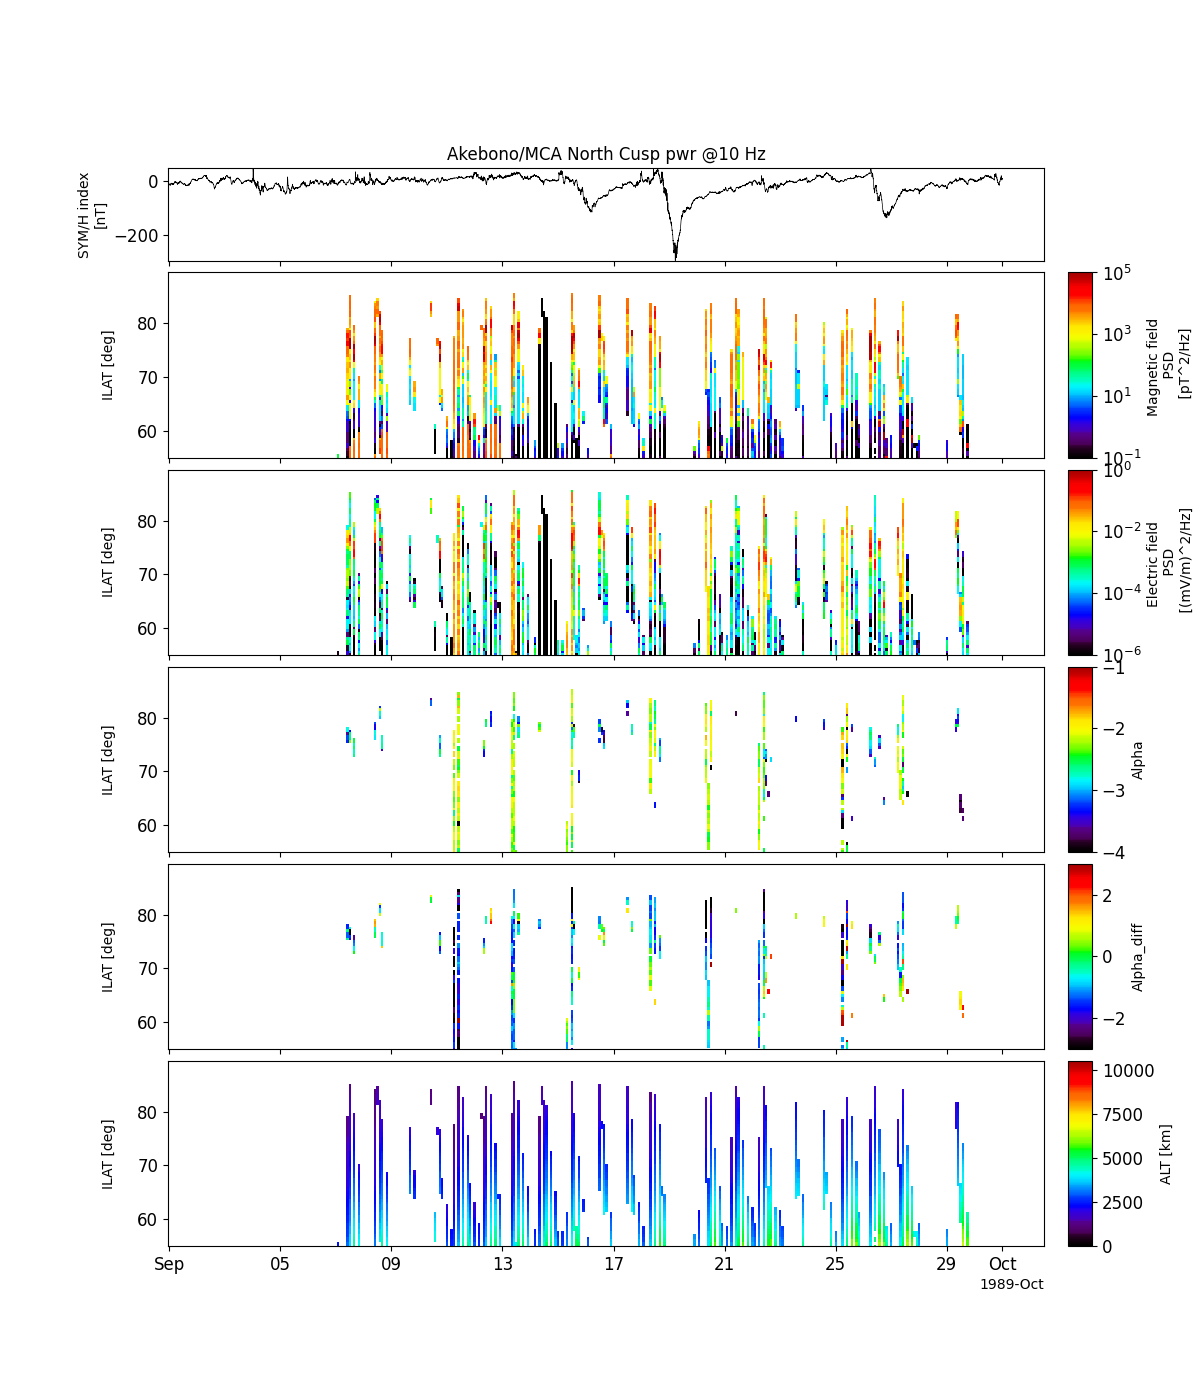 Akebono/MCA North Cusp pwr @10 Hz
SYM/H index
[nT]
0
−200
ILAT [deg]
80
70
60
10^5
10^3
10^1
10^-1
Magnetic field
PSD
[pT^2/Hz]
ILAT [deg]
80
70
60
10^0
10^-2
10^-4
10^-6
Electric field
PSD
[(mV/m)^2/Hz]
ILAT [deg]
80
70
60
−1
−2
−3
−4
Alpha
ILAT [deg]
80
70
60
2
0
−2
Alpha_diff
ILAT [deg]
80
70
60
10000
7500
5000
2500
0
ALT [km]
Sep 05 09 13 17 21 25 29 Oct
1989-Oct